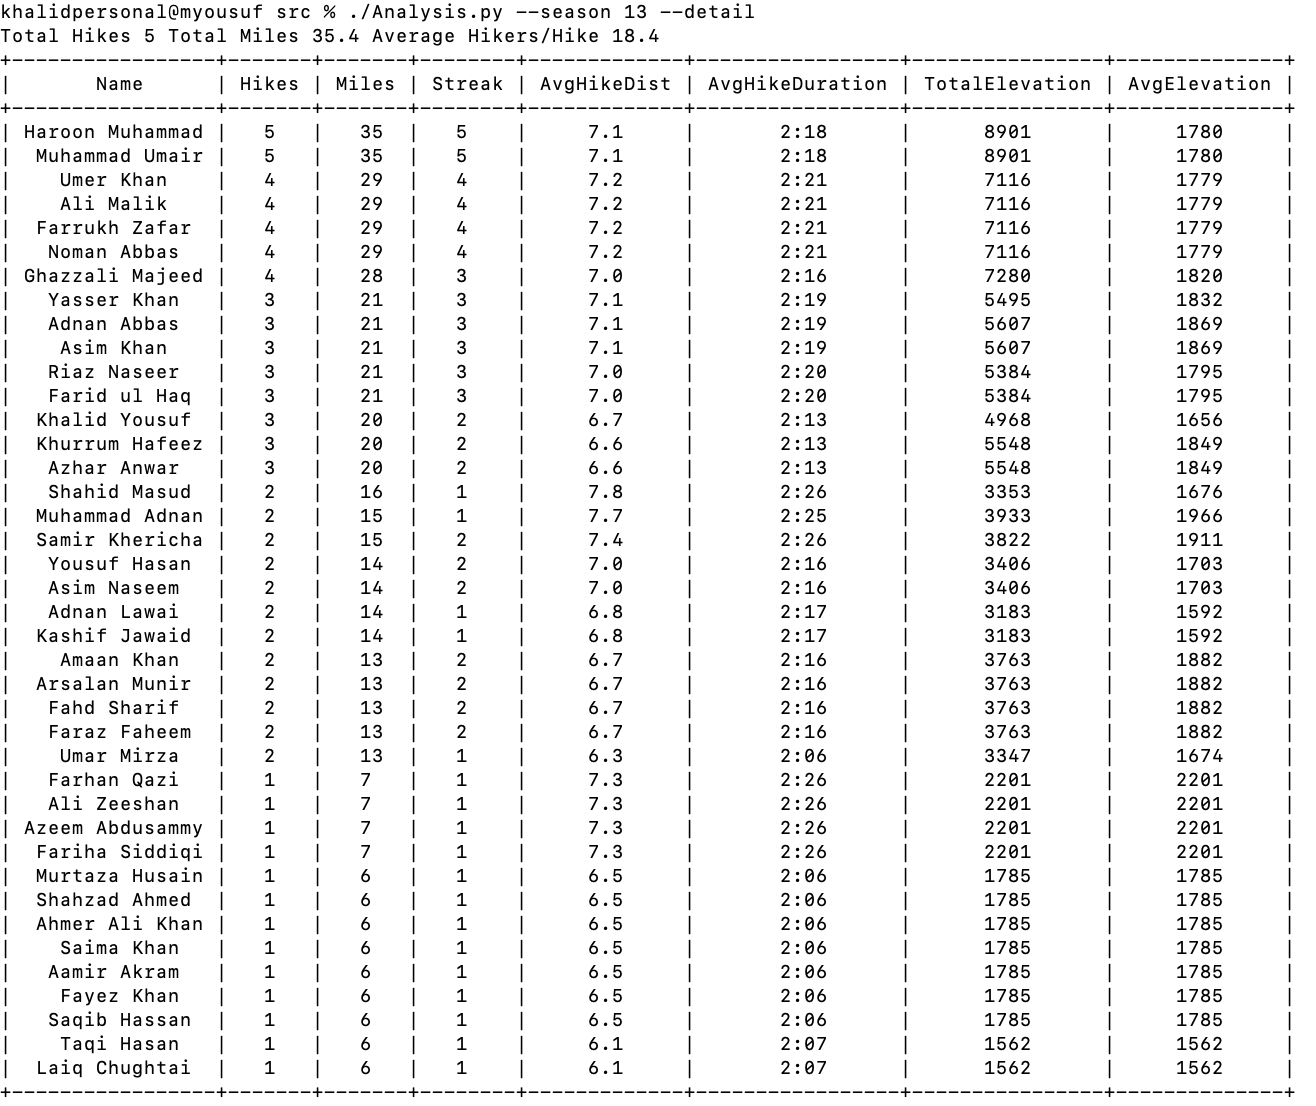 khalidpersonal@myousuf src % ./Analysis.py --season 13 --detail
Total Hikes 5 Total Miles 35.4 Average Hikers/Hike 18.4
+-----------------+-------+-------+--------+-------------+-----------------+----------------+--------------+
|       Name      | Hikes | Miles | Streak | AvgHikeDist | AvgHikeDuration | TotalElevation | AvgElevation |
+-----------------+-------+-------+--------+-------------+-----------------+----------------+--------------+
| Haroon Muhammad |   5   |   35  |   5    |     7.1     |       2:18      |      8901      |     1780     |
|  Muhammad Umair |   5   |   35  |   5    |     7.1     |       2:18      |      8901      |     1780     |
|    Umer Khan    |   4   |   29  |   4    |     7.2     |       2:21      |      7116      |     1779     |
|    Ali Malik    |   4   |   29  |   4    |     7.2     |       2:21      |      7116      |     1779     |
|  Farrukh Zafar  |   4   |   29  |   4    |     7.2     |       2:21      |      7116      |     1779     |
|   Noman Abbas   |   4   |   29  |   4    |     7.2     |       2:21      |      7116      |     1779     |
| Ghazzali Majeed |   4   |   28  |   3    |     7.0     |       2:16      |      7280      |     1820     |
|   Yasser Khan   |   3   |   21  |   3    |     7.1     |       2:19      |      5495      |     1832     |
|   Adnan Abbas   |   3   |   21  |   3    |     7.1     |       2:19      |      5607      |     1869     |
|    Asim Khan    |   3   |   21  |   3    |     7.1     |       2:19      |      5607      |     1869     |
|   Riaz Naseer   |   3   |   21  |   3    |     7.0     |       2:20      |      5384      |     1795     |
|   Farid ul Haq  |   3   |   21  |   3    |     7.0     |       2:20      |      5384      |     1795     |
|  Khalid Yousuf  |   3   |   20  |   2    |     6.7     |       2:13      |      4968      |     1656     |
|  Khurrum Hafeez |   3   |   20  |   2    |     6.6     |       2:13      |      5548      |     1849     |
|   Azhar Anwar   |   3   |   20  |   2    |     6.6     |       2:13      |      5548      |     1849     |
|   Shahid Masud  |   2   |   16  |   1    |     7.8     |       2:26      |      3353      |     1676     |
|  Muhammad Adnan |   2   |   15  |   1    |     7.7     |       2:25      |      3933      |     1966     |
|  Samir Khericha |   2   |   15  |   2    |     7.4     |       2:26      |      3822      |     1911     |
|   Yousuf Hasan  |   2   |   14  |   2    |     7.0     |       2:16      |      3406      |     1703     |
|   Asim Naseem   |   2   |   14  |   2    |     7.0     |       2:16      |      3406      |     1703     |
|   Adnan Lawai   |   2   |   14  |   1    |     6.8     |       2:17      |      3183      |     1592     |
|  Kashif Jawaid  |   2   |   14  |   1    |     6.8     |       2:17      |      3183      |     1592     |
|    Amaan Khan   |   2   |   13  |   2    |     6.7     |       2:16      |      3763      |     1882     |
|  Arsalan Munir  |   2   |   13  |   2    |     6.7     |       2:16      |      3763      |     1882     |
|   Fahd Sharif   |   2   |   13  |   2    |     6.7     |       2:16      |      3763      |     1882     |
|   Faraz Faheem  |   2   |   13  |   2    |     6.7     |       2:16      |      3763      |     1882     |
|    Umar Mirza   |   2   |   13  |   1    |     6.3     |       2:06      |      3347      |     1674     |
|   Farhan Qazi   |   1   |   7   |   1    |     7.3     |       2:26      |      2201      |     2201     |
|   Ali Zeeshan   |   1   |   7   |   1    |     7.3     |       2:26      |      2201      |     2201     |
| Azeem Abdusammy |   1   |   7   |   1    |     7.3     |       2:26      |      2201      |     2201     |
|  Fariha Siddiqi |   1   |   7   |   1    |     7.3     |       2:26      |      2201      |     2201     |
|  Murtaza Husain |   1   |   6   |   1    |     6.5     |       2:06      |      1785      |     1785     |
|  Shahzad Ahmed  |   1   |   6   |   1    |     6.5     |       2:06      |      1785      |     1785     |
|  Ahmer Ali Khan |   1   |   6   |   1    |     6.5     |       2:06      |      1785      |     1785     |
|    Saima Khan   |   1   |   6   |   1    |     6.5     |       2:06      |      1785      |     1785     |
|   Aamir Akram   |   1   |   6   |   1    |     6.5     |       2:06      |      1785      |     1785     |
|    Fayez Khan   |   1   |   6   |   1    |     6.5     |       2:06      |      1785      |     1785     |
|   Saqib Hassan  |   1   |   6   |   1    |     6.5     |       2:06      |      1785      |     1785     |
|    Taqi Hasan   |   1   |   6   |   1    |     6.1     |       2:07      |      1562      |     1562     |
|  Laiq Chughtai  |   1   |   6   |   1    |     6.1     |       2:07      |      1562      |     1562     |
+-----------------+-------+-------+--------+-------------+-----------------+----------------+--------------+